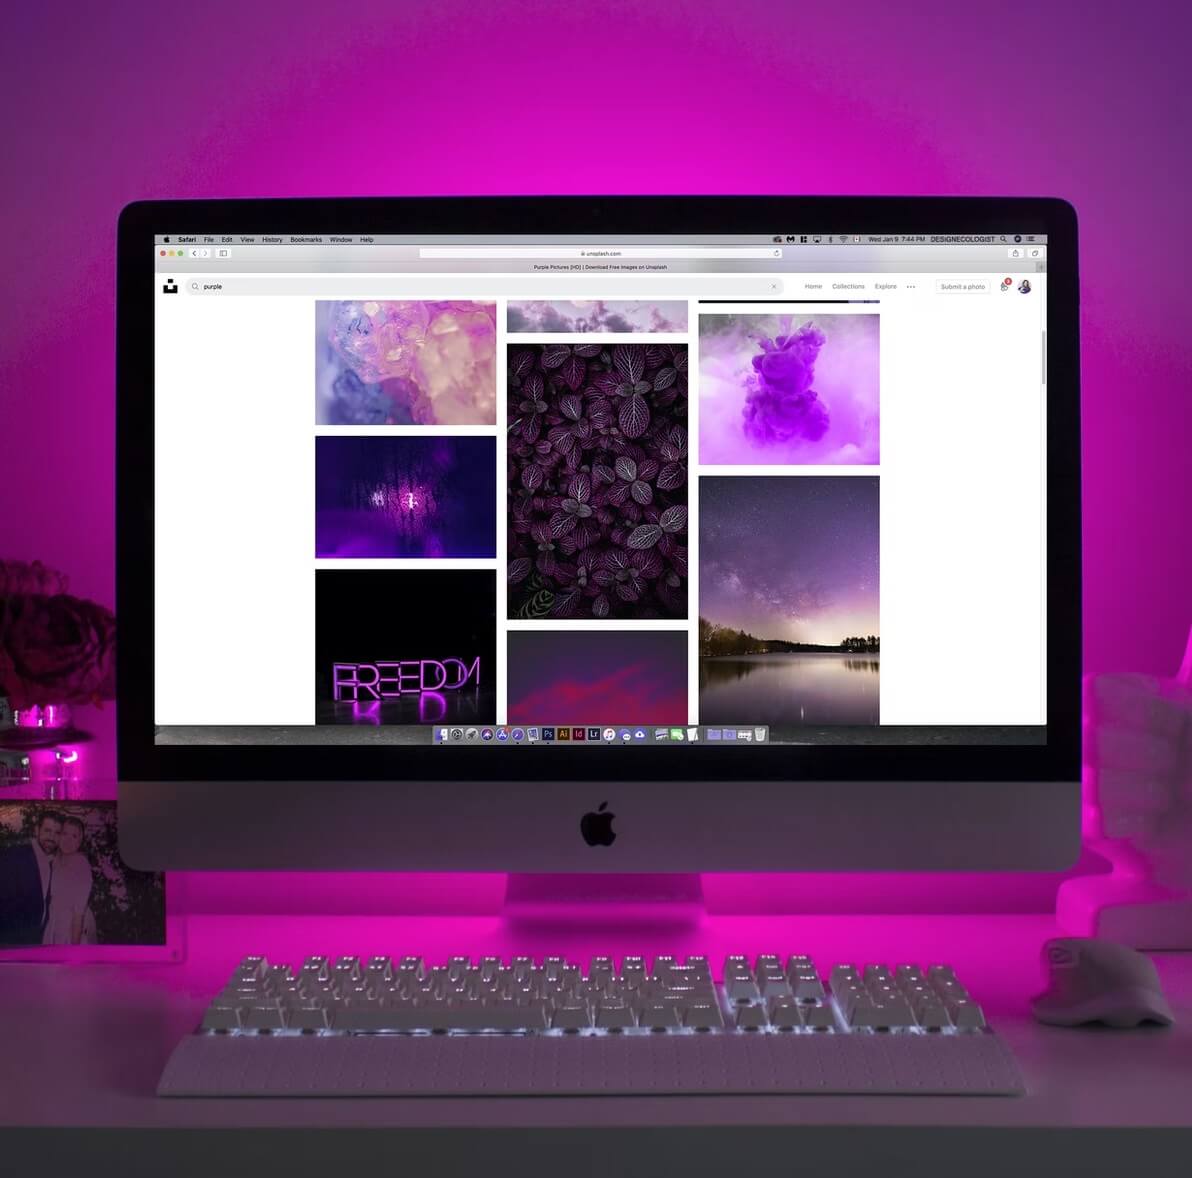 Safari File Edit View History Bookmarks Window Help
Wed Jan 9 7:44 PM DESIGNECOLOGIST
unsplash.com
Purple Pictures [HD] | Download Free Images on Unsplash
purple
Home Collections Explore ••• Submit a photo
FREEDOM
Ps Ai Id Lr